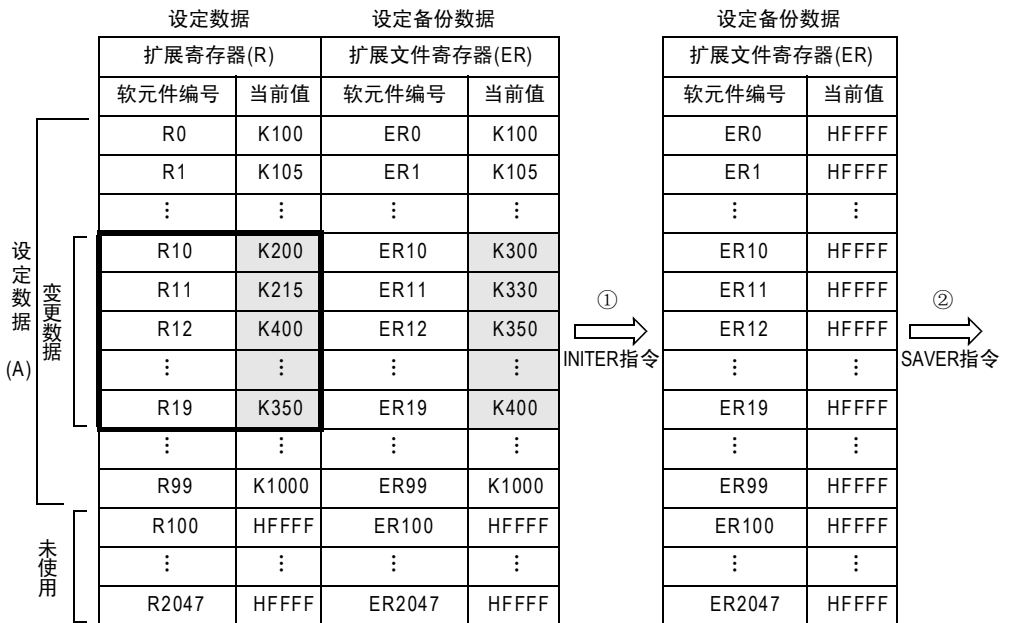 设定数据 设定备份数据 设定备份数据
扩展寄存器(R) 扩展文件寄存器(ER) 扩展文件寄存器(ER)
软元件编号 当前值 软元件编号 当前值 软元件编号 当前值
R0 K100 ER0 K100 ER0 HFFFF
R1 K105 ER1 K105 ER1 HFFFF
⋮ ⋮ ⋮ ⋮ ⋮ ⋮
R10 K200 ER10 K300 ER10 HFFFF
R11 K215 ER11 K330 ER11 HFFFF
R12 K400 ER12 K350 ER12 HFFFF
⋮ ⋮ ⋮ ⋮ ⋮ ⋮
R19 K350 ER19 K400 ER19 HFFFF
⋮ ⋮ ⋮ ⋮ ⋮ ⋮
R99 K1000 ER99 K1000 ER99 HFFFF
R100 HFFFF ER100 HFFFF ER100 HFFFF
⋮ ⋮ ⋮ ⋮ ⋮ ⋮
R2047 HFFFF ER2047 HFFFF ER2047 HFFFF
设定数据
(A)
变更数据
未使用
①
INITER指令
②
SAVER指令